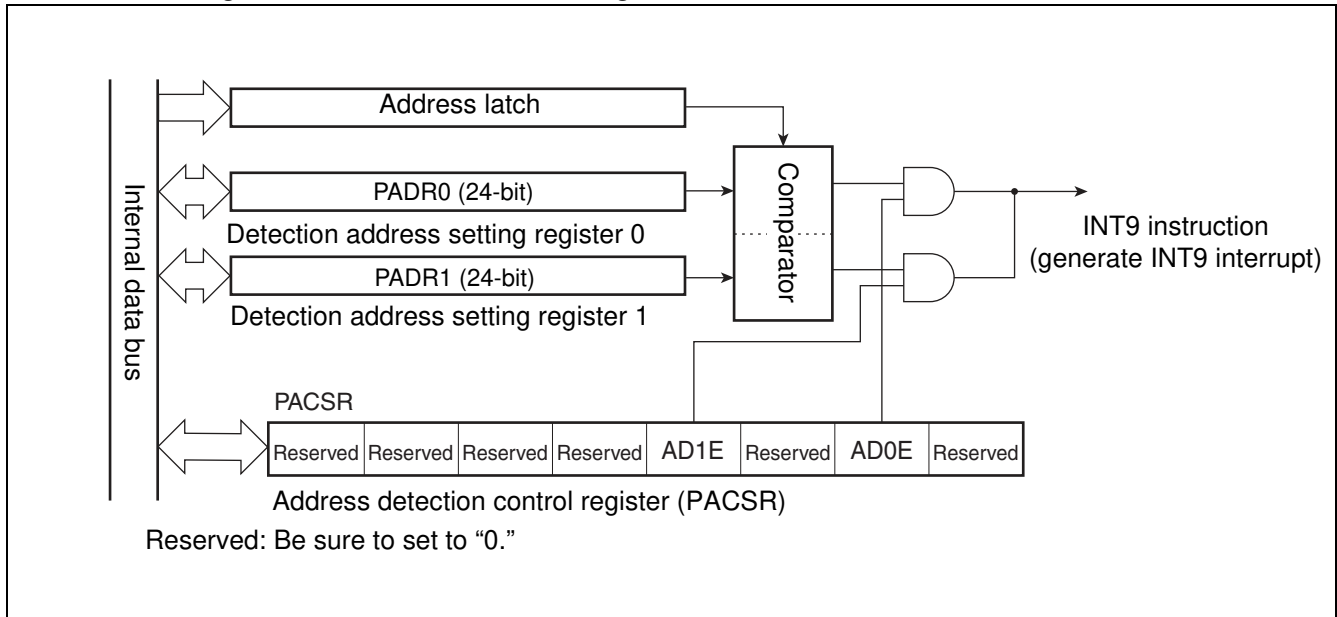 Internal data bus
Address latch
PADR0 (24-bit)
Detection address setting register 0
PADR1 (24-bit)
Detection address setting register 1
Comparator
INT9 instruction
(generate INT9 interrupt)
PACSR
Reserved Reserved Reserved Reserved AD1E Reserved AD0E Reserved
Address detection control register (PACSR)
Reserved: Be sure to set to “0.”